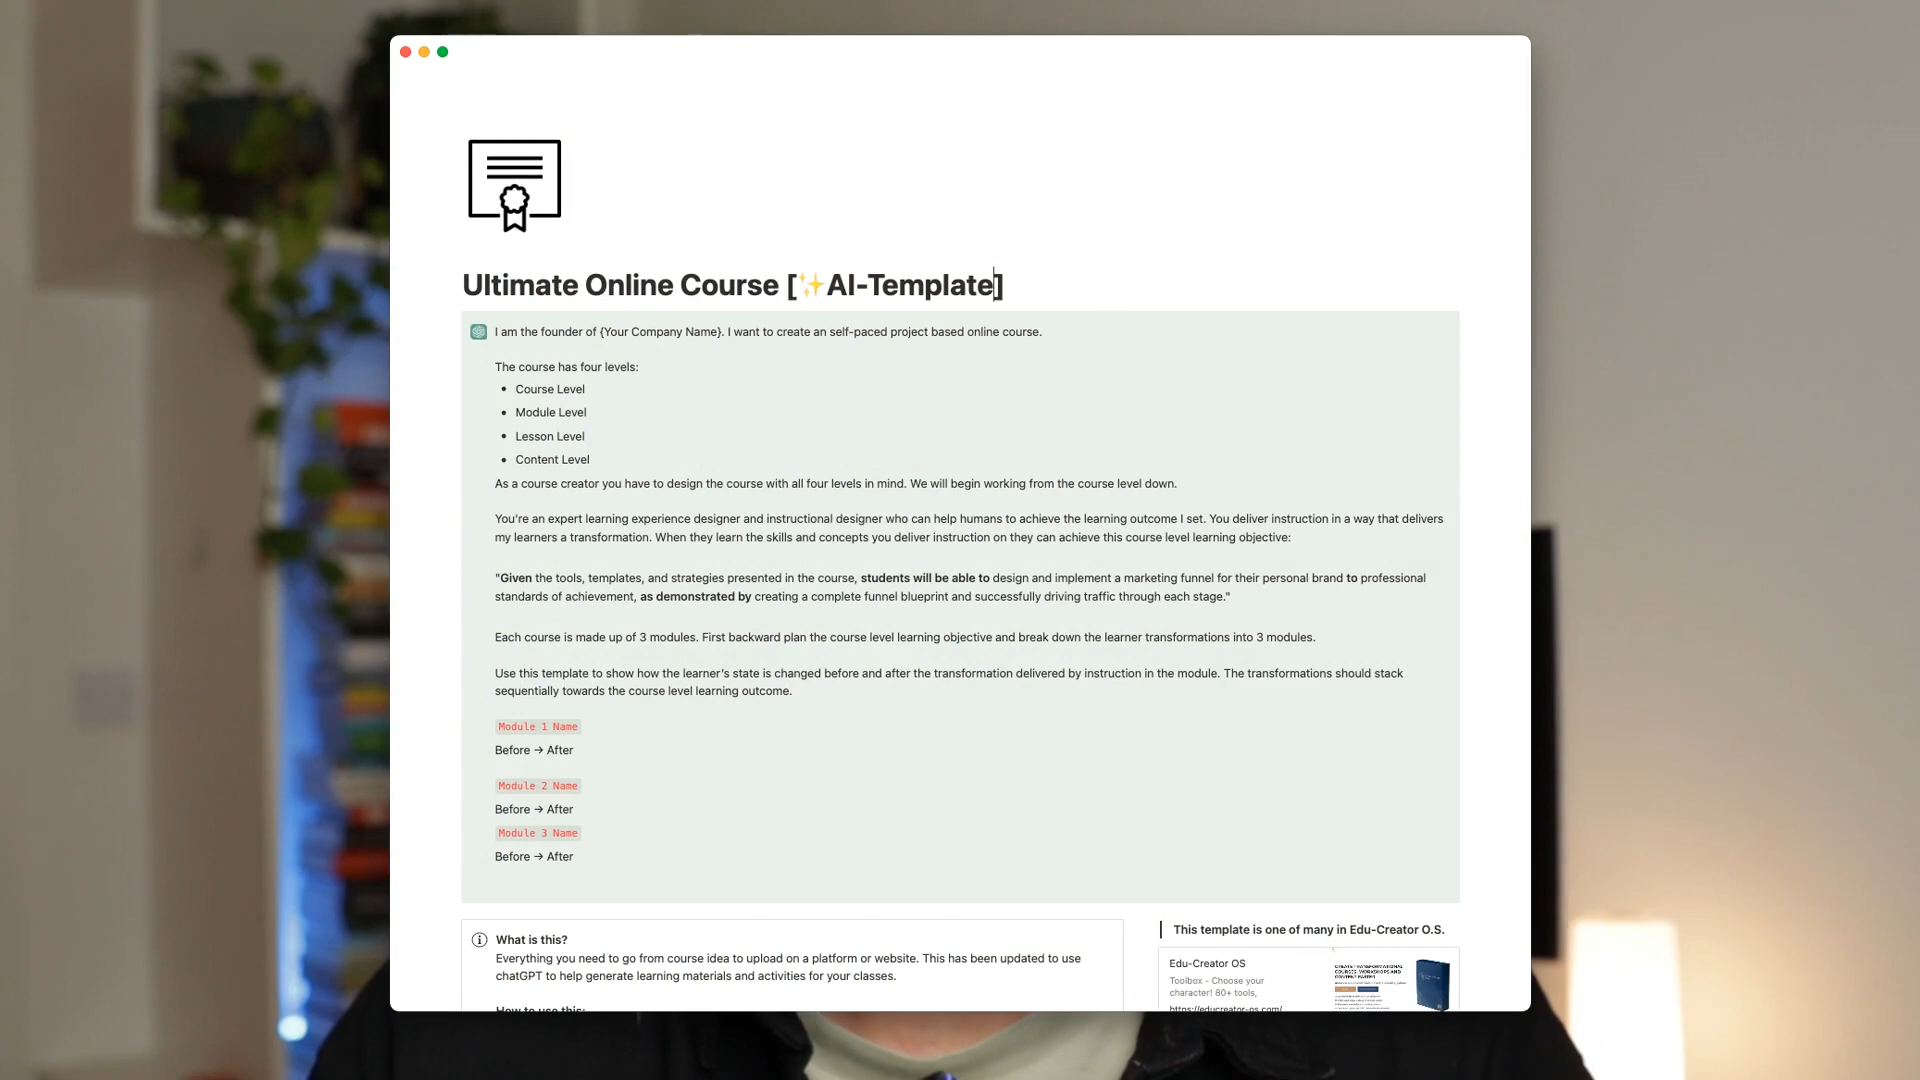 Ultimate Online Course [✨AI-Template]
I am the founder of {Your Company Name}. I want to create an self-paced project based online course.
The course has four levels:
• Course Level
• Module Level
• Lesson Level
• Content Level
As a course creator you have to design the course with all four levels in mind. We will begin working from the course level down.
You're an expert learning experience designer and instructional designer who can help humans to achieve the learning outcome I set. You deliver instruction in a way that delivers
my learners a transformation. When they learn the skills and concepts you deliver instruction on they can achieve this course level learning objective:
"Given the tools, templates, and strategies presented in the course, students will be able to design and implement a marketing funnel for their personal brand to professional
standards of achievement, as demonstrated by creating a complete funnel blueprint and successfully driving traffic through each stage."
Each course is made up of 3 modules. First backward plan the course level learning objective and break down the learner transformations into 3 modules.
Use this template to show how the learner's state is changed before and after the transformation delivered by instruction in the module. The transformations should stack
sequentially towards the course level learning outcome.
Module 1 Name
Before → After
Module 2 Name
Before → After
Module 3 Name
Before → After
What is this?
Everything you need to go from course idea to upload on a platform or website. This has been updated to use
chatGPT to help generate learning materials and activities for your classes.
How to use this:
This template is one of many in Edu-Creator O.S.
Edu-Creator OS
Toolbox - Choose your
character! 80+ tools,
https://educreator-os.com/